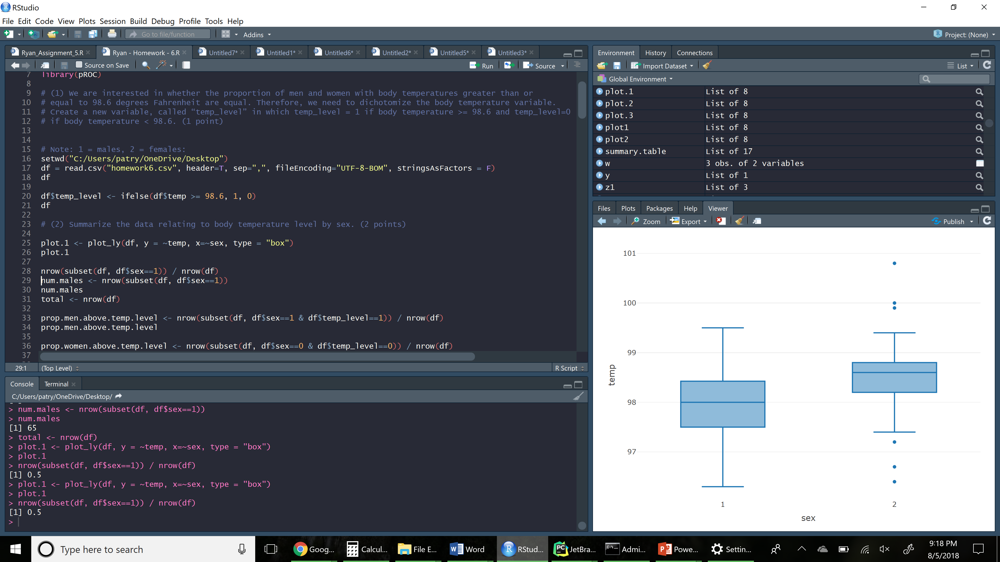 RStudio
File Edit Code View Plots Session Build Debug Profile Tools Help
Go to file/function Addins Project: (None)
Ryan_Assignment_5.R Ryan - Homework - 6.R Untitled7* Untitled1* Untitled6* Untitled2* Untitled5* Untitled3*
Source on Save Run Source
7 library(pROC)
8
9 # (1) We are interested in whether the proportion of men and women with body temperatures greater than or
10 # equal to 98.6 degrees Fahrenheit are equal. Therefore, we need to dichotomize the body temperature variable.
11 # Create a new variable, called “temp_level” in which temp_level = 1 if body temperature >= 98.6 and temp_level=0
12 # if body temperature < 98.6. (1 point)
13
14
15 # Note: 1 = males, 2 = females:
16 setwd("C:/Users/patry/OneDrive/Desktop")
17 df = read.csv("homework6.csv", header=T, sep=",", fileEncoding="UTF-8-BOM", stringsAsFactors = F)
18 df
19
20 df$temp_level <- ifelse(df$temp >= 98.6, 1, 0)
21 df
22
23 # (2) Summarize the data relating to body temperature level by sex. (2 points)
24
25 plot.1 <- plot_ly(df, y = ~temp, x=~sex, type = "box")
26 plot.1
27
28 nrow(subset(df, df$sex==1)) / nrow(df)
29 num.males <- nrow(subset(df, df$sex==1))
30 num.males
31 total <- nrow(df)
32
33 prop.men.above.temp.level <- nrow(subset(df, df$sex==1 & df$temp_level==1)) / nrow(df)
34 prop.men.above.temp.level
35
36 prop.women.above.temp.level <- nrow(subset(df, df$sex==0 & df$temp_level==0)) / nrow(df)
37
29:1 (Top Level) R Script
Console Terminal
C:/Users/patry/OneDrive/Desktop/
> num.males <- nrow(subset(df, df$sex==1))
> num.males
[1] 65
> total <- nrow(df)
> plot.1 <- plot_ly(df, y = ~temp, x=~sex, type = "box")
> plot.1
> nrow(subset(df, df$sex==1)) / nrow(df)
[1] 0.5
> plot.1 <- plot_ly(df, y = ~temp, x=~sex, type = "box")
> plot.1
> nrow(subset(df, df$sex==1)) / nrow(df)
[1] 0.5
>
Environment History Connections
Import Dataset List
Global Environment
plot.1 List of 8
plot.2 List of 8
plot.3 List of 8
plot1 List of 8
plot2 List of 8
summary.table List of 17
w 3 obs. of 2 variables
y List of 1
z1 List of 3
Files Plots Packages Help Viewer
Zoom Export Publish
101
100
99
98
97
temp
1 2
sex
Type here to search Goog... Calcul... File E... Word RStud... JetBra... Admi... Powe... Settin... 9:18 PM
8/5/2018